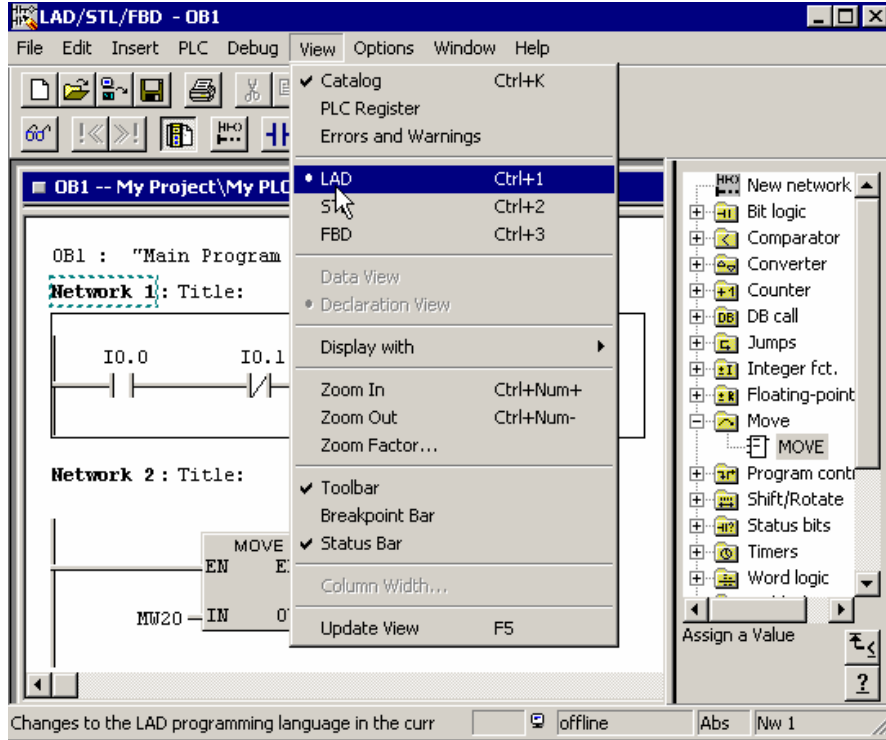 LAD/STL/FBD - OB1
File Edit Insert PLC Debug View Options Window Help
Catalog Ctrl+K
PLC Register
Errors and Warnings
LAD Ctrl+1
STL Ctrl+2
FBD Ctrl+3
Data View
Declaration View
Display with
Zoom In Ctrl+Num+
Zoom Out Ctrl+Num-
Zoom Factor...
Toolbar
Breakpoint Bar
Status Bar
Column Width...
Update View F5
OB1 -- My Project\My PLC
OB1 : "Main Program
Network 1: Title:
I0.0 I0.1
Network 2 : Title:
MOVE
EN E
MW20 IN O
New network
Bit logic
Comparator
Converter
Counter
DB call
Jumps
Integer fct.
Floating-point
Move
MOVE
Program cont
Shift/Rotate
Status bits
Timers
Word logic
Assign a Value
Changes to the LAD programming language in the curr offline Abs Nw 1